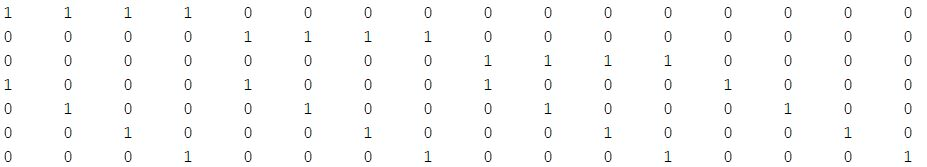 1 1 1 1 0 0 0 0 0 0 0 0 0 0 0 0
0 0 0 0 1 1 1 1 0 0 0 0 0 0 0 0
0 0 0 0 0 0 0 0 1 1 1 1 0 0 0 0
1 0 0 0 1 0 0 0 1 0 0 0 1 0 0 0
0 1 0 0 0 1 0 0 0 1 0 0 0 1 0 0
0 0 1 0 0 0 1 0 0 0 1 0 0 0 1 0
0 0 0 1 0 0 0 1 0 0 0 1 0 0 0 1